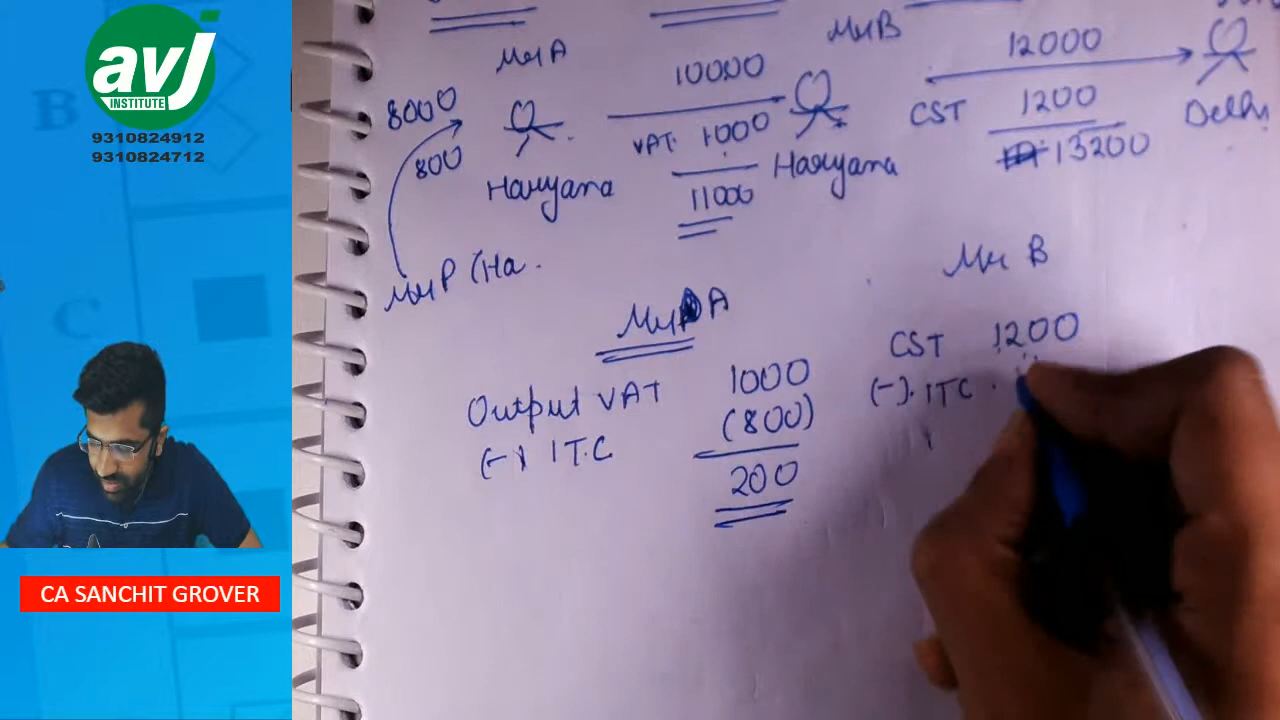 avj
INSTITUTE
9310824912
9310824712
CA SANCHIT GROVER
Mr A
Mr B
8000
800
10000
VAT. 1000
11000
12000
CST 1200
13200
Haryana
Haryana
Delhi
Mr P (Ha.
Mr A
Output VAT 1000
(-) ITC (800)
200
Mr B
CST 1200
(-). ITC